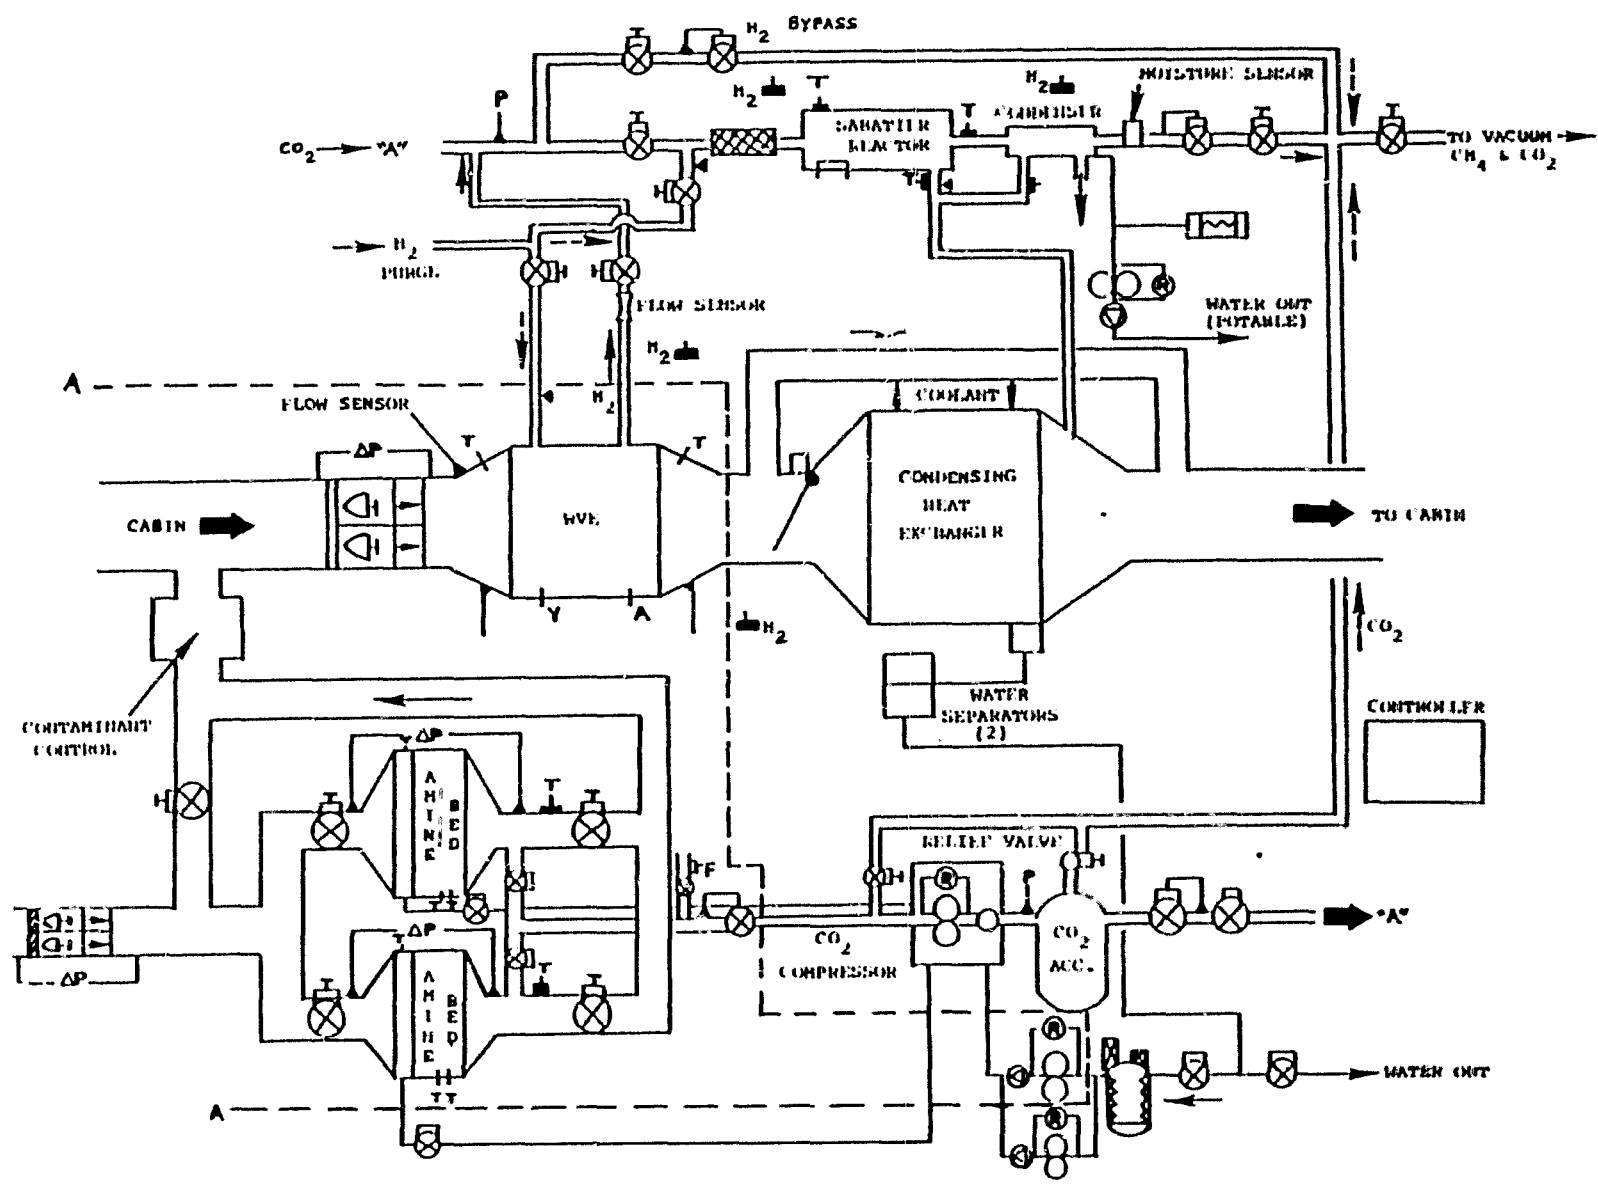 H2 BYPASS
H2
T
H2
MOISTURE SENSOR
P
T
CONDENSER
CO2
"A"
SABATIER
REACTOR
TO VACUUM
CH4 & CO2
T
H2
PURGE
FLOW SENSOR
WATER OUT
(POTABLE)
H2
A
H2
COOLANT
FLOW SENSOR
ΔP
T
T
CONDENSING
HEAT
EXCHANGER
CABIN
WVE
TO CABIN
Y
A
H2
CO2
WATER
SEPARATORS
(2)
CONTROLLER
CONTAMINANT
CONTROL
ΔP
T
AMINE
BED
RELIEF VALVE
F
P
T T
ΔP
CO2
COMPRESSOR
CO2
ACC.
"A"
T
ΔP
AMINE
BED
R
R
R
WATER OUT
T T
A